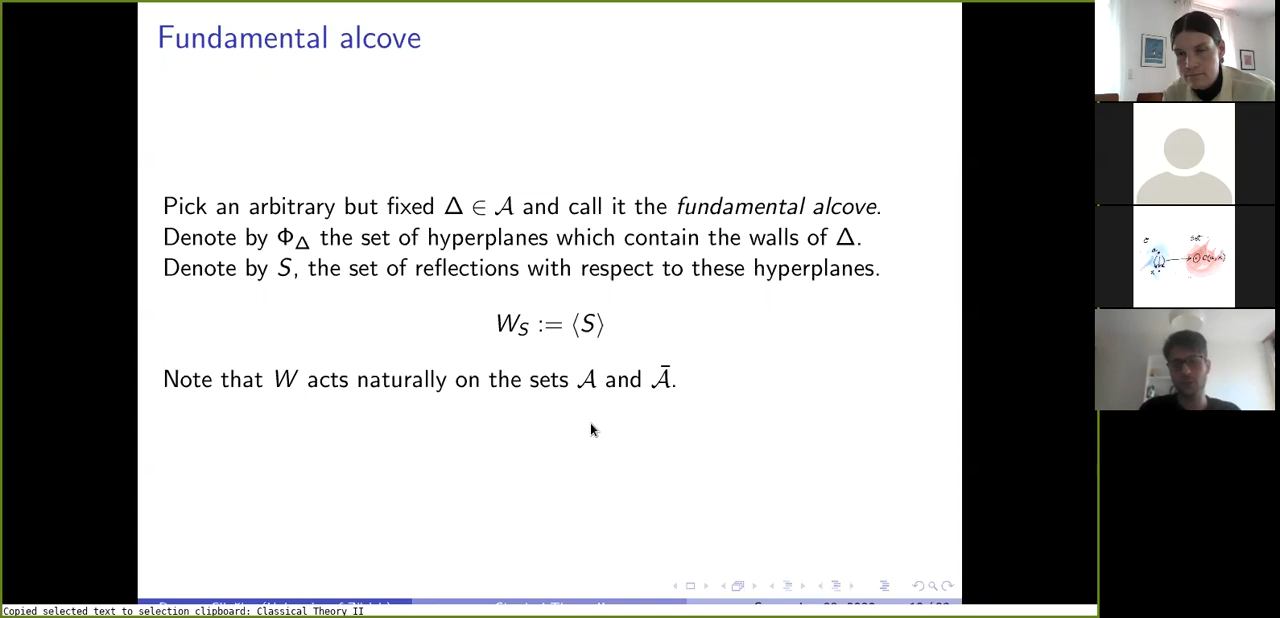 Fundamental alcove
Pick an arbitrary but fixed Δ ∈ 𝒜 and call it the fundamental alcove.
Denote by Φ_Δ the set of hyperplanes which contain the walls of Δ.
Denote by S, the set of reflections with respect to these hyperplanes.
W_S := ⟨S⟩
Note that W acts naturally on the sets 𝒜 and 𝒜̄.
Copied selected text to selection clipboard: Classical Theory II